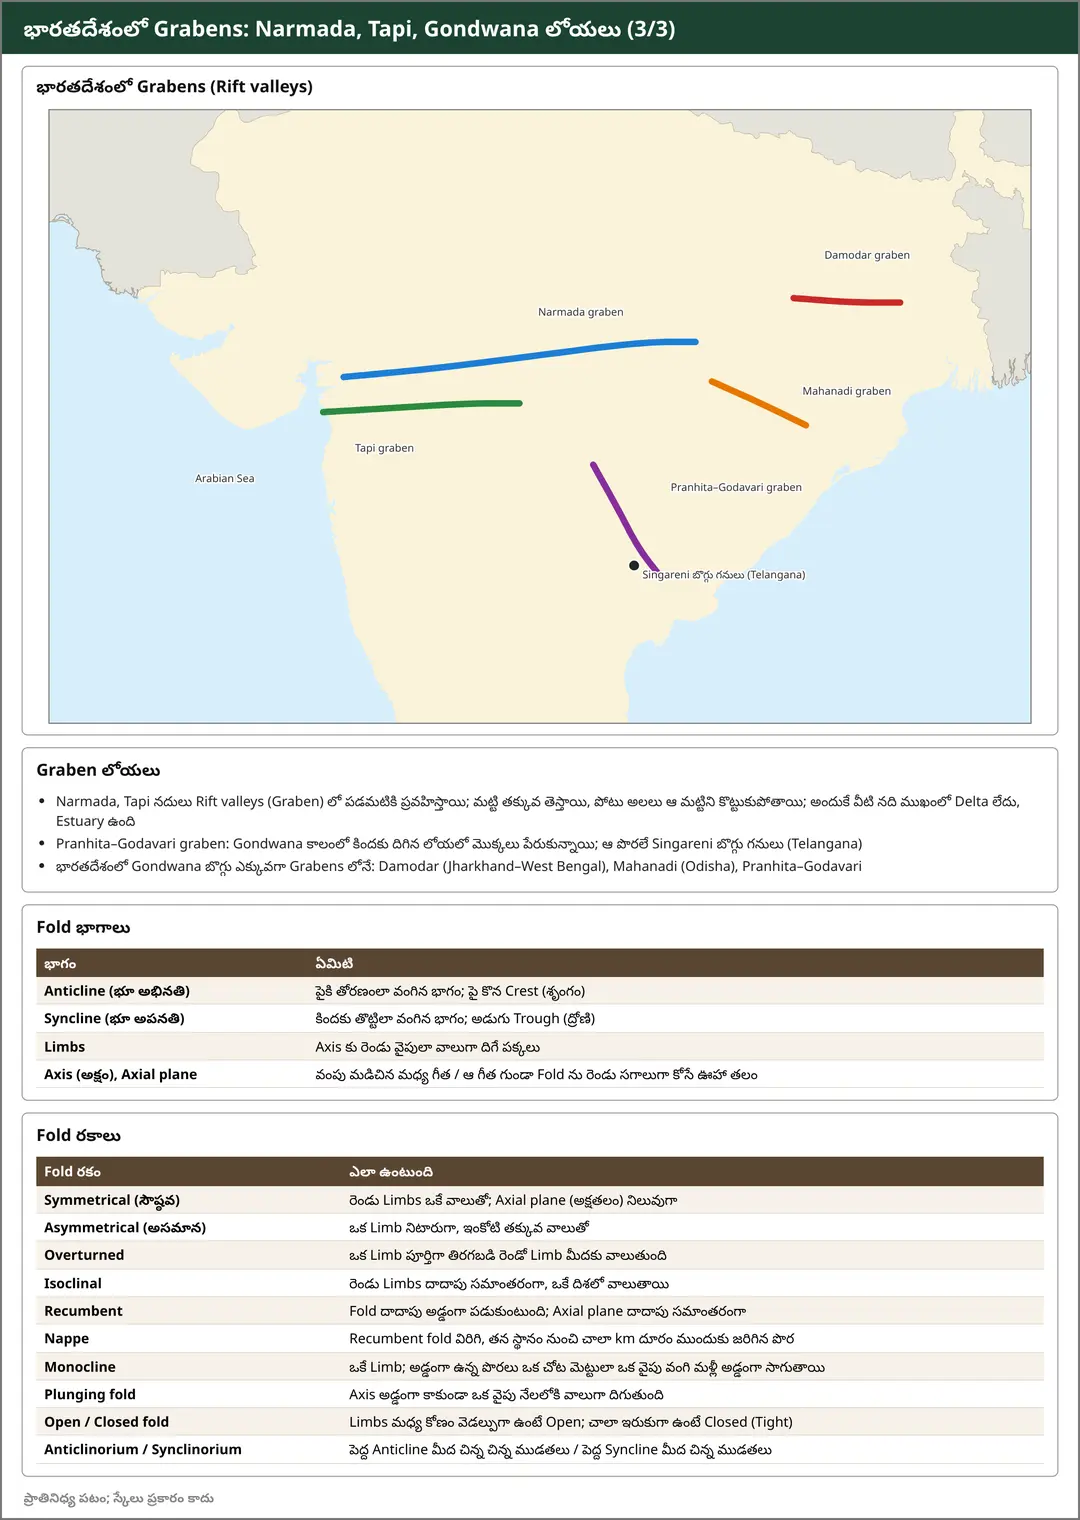 భారతదేశంలో Grabens: Narmada, Tapi, Gondwana లోయలు (3/3)
భారతదేశంలో Grabens (Rift valleys)
Damodar graben
Narmada graben
Mahanadi graben
Tapi graben
Arabian Sea
Pranhita–Godavari graben
Singareni బొగ్గు గనులు (Telangana)
Graben లోయలు
• Narmada, Tapi నదులు Rift valleys (Graben) లో పడమటికి ప్రవహిస్తాయి; మట్టి తక్కువ తెస్తాయి, పోటు అలలు ఆ మట్టిని కొట్టుకుపోతాయి; అందుకే వీటి నది ముఖంలో Delta లేదు,
Estuary ఉంది
• Pranhita–Godavari graben: Gondwana కాలంలో కిందకు దిగిన లోయలో మొక్కలు పేరుకున్నాయి; ఆ పొరలే Singareni బొగ్గు గనులు (Telangana)
• భారతదేశంలో Gondwana బొగ్గు ఎక్కువగా Grabens లోనే: Damodar (Jharkhand–West Bengal), Mahanadi (Odisha), Pranhita–Godavari
Fold భాగాలు
భాగం ఏమిటి
Anticline (భూ అభినతి) పైకి తోరణంలా వంగిన భాగం; పై కొన Crest (శృంగం)
Syncline (భూ అపనతి) కిందకు తొట్టిలా వంగిన భాగం; అడుగు Trough (ద్రోణి)
Limbs Axis కు రెండు వైపులా వాలుగా దిగే పక్కలు
Axis (అక్షం), Axial plane వంపు మడిచిన మధ్య గీత / ఆ గీత గుండా Fold ను రెండు సగాలుగా కోసే ఊహా తలం
Fold రకాలు
Fold రకం ఎలా ఉంటుంది
Symmetrical (సౌష్ఠవ) రెండు Limbs ఒకే వాలుతో; Axial plane (అక్షతలం) నిలువుగా
Asymmetrical (అసమాన) ఒక Limb నిటారుగా, ఇంకోటి తక్కువ వాలుతో
Overturned ఒక Limb పూర్తిగా తిరగబడి రెండో Limb మీదకు వాలుతుంది
Isoclinal రెండు Limbs దాదాపు సమాంతరంగా, ఒకే దిశలో వాలుతాయి
Recumbent Fold దాదాపు అడ్డంగా పడుకుంటుంది; Axial plane దాదాపు సమాంతరంగా
Nappe Recumbent fold విరిగి, తన స్థానం నుంచి చాలా km దూరం ముందుకు జరిగిన పొర
Monocline ఒకే Limb; అడ్డంగా ఉన్న పొరలు ఒక చోట మెట్టులా ఒక వైపు వంగి మళ్లీ అడ్డంగా సాగుతాయి
Plunging fold Axis అడ్డంగా కాకుండా ఒక వైపు నేలలోకి వాలుగా దిగుతుంది
Open / Closed fold Limbs మధ్య కోణం వెడల్పుగా ఉంటే Open; చాలా ఇరుకుగా ఉంటే Closed (Tight)
Anticlinorium / Synclinorium పెద్ద Anticline మీద చిన్న చిన్న ముడతలు / పెద్ద Syncline మీద చిన్న ముడతలు
ప్రాతినిధ్య పటం; స్కేలు ప్రకారం కాదు